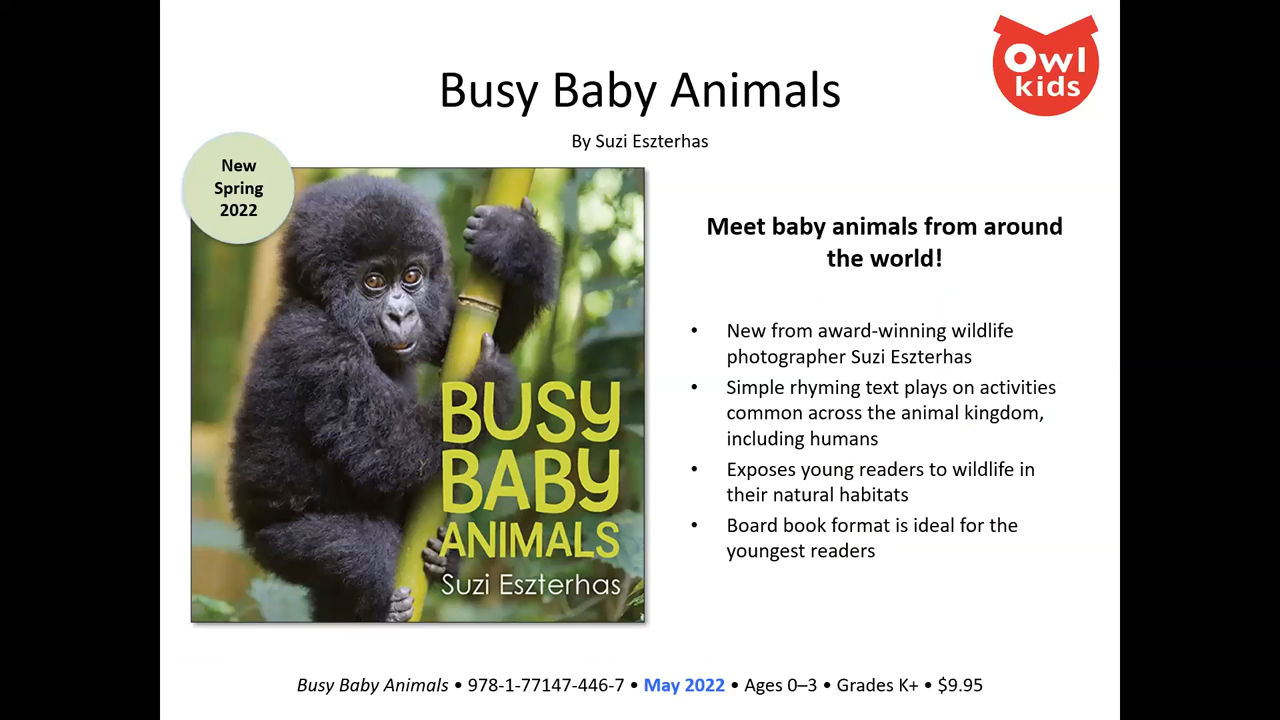 Owl
kids
Busy Baby Animals
By Suzi Eszterhas
New
Spring
2022
BUSY
BABY
ANIMALS
Suzi Eszterhas
Meet baby animals from around
the world!
• New from award-winning wildlife
photographer Suzi Eszterhas
• Simple rhyming text plays on activities
common across the animal kingdom,
including humans
• Exposes young readers to wildlife in
their natural habitats
• Board book format is ideal for the
youngest readers
Busy Baby Animals • 978-1-77147-446-7 • May 2022 • Ages 0–3 • Grades K+ • $9.95